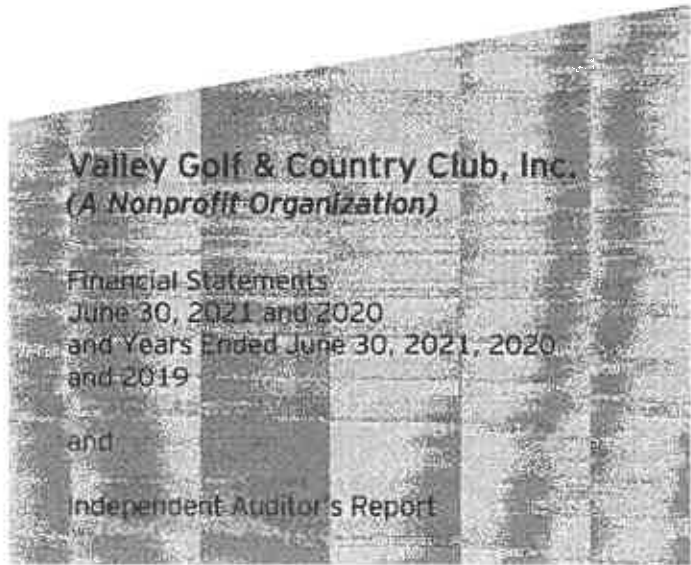 Valley Golf & Country Club, Inc.
(A Nonprofit Organization)
Financial Statements
June 30, 2021 and 2020
and Years Ended June 30, 2021, 2020
and 2019
and
Independent Auditor's Report